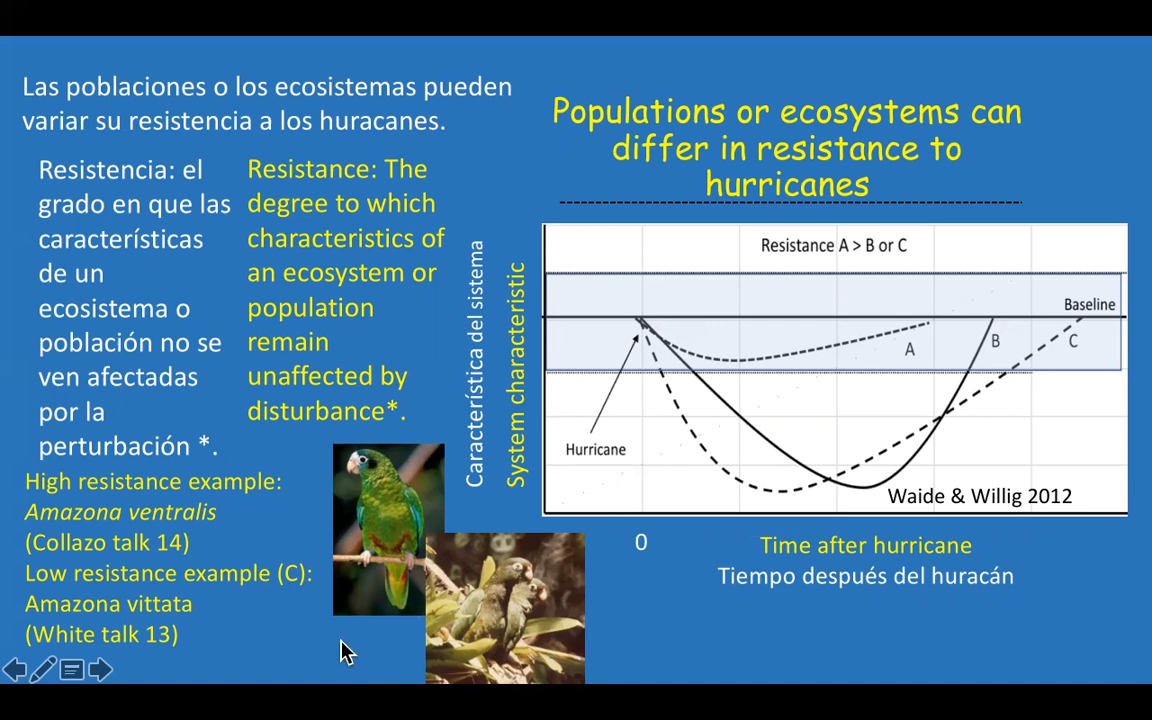 Las poblaciones o los ecosistemas pueden
variar su resistencia a los huracanes.
Resistencia: el
grado en que las
características
de un
ecosistema o
población no se
ven afectadas
por la
perturbación *.
Resistance: The
degree to which
characteristics of
an ecosystem or
population
remain
unaffected by
disturbance*.
High resistance example:
Amazona ventralis
(Collazo talk 14)
Low resistance example (C):
Amazona vittata
(White talk 13)
Populations or ecosystems can
differ in resistance to
hurricanes
Característica del sistema
System characteristic
Resistance A > B or C
Baseline
A
B
C
Hurricane
Waide & Willig 2012
0
Time after hurricane
Tiempo después del huracán